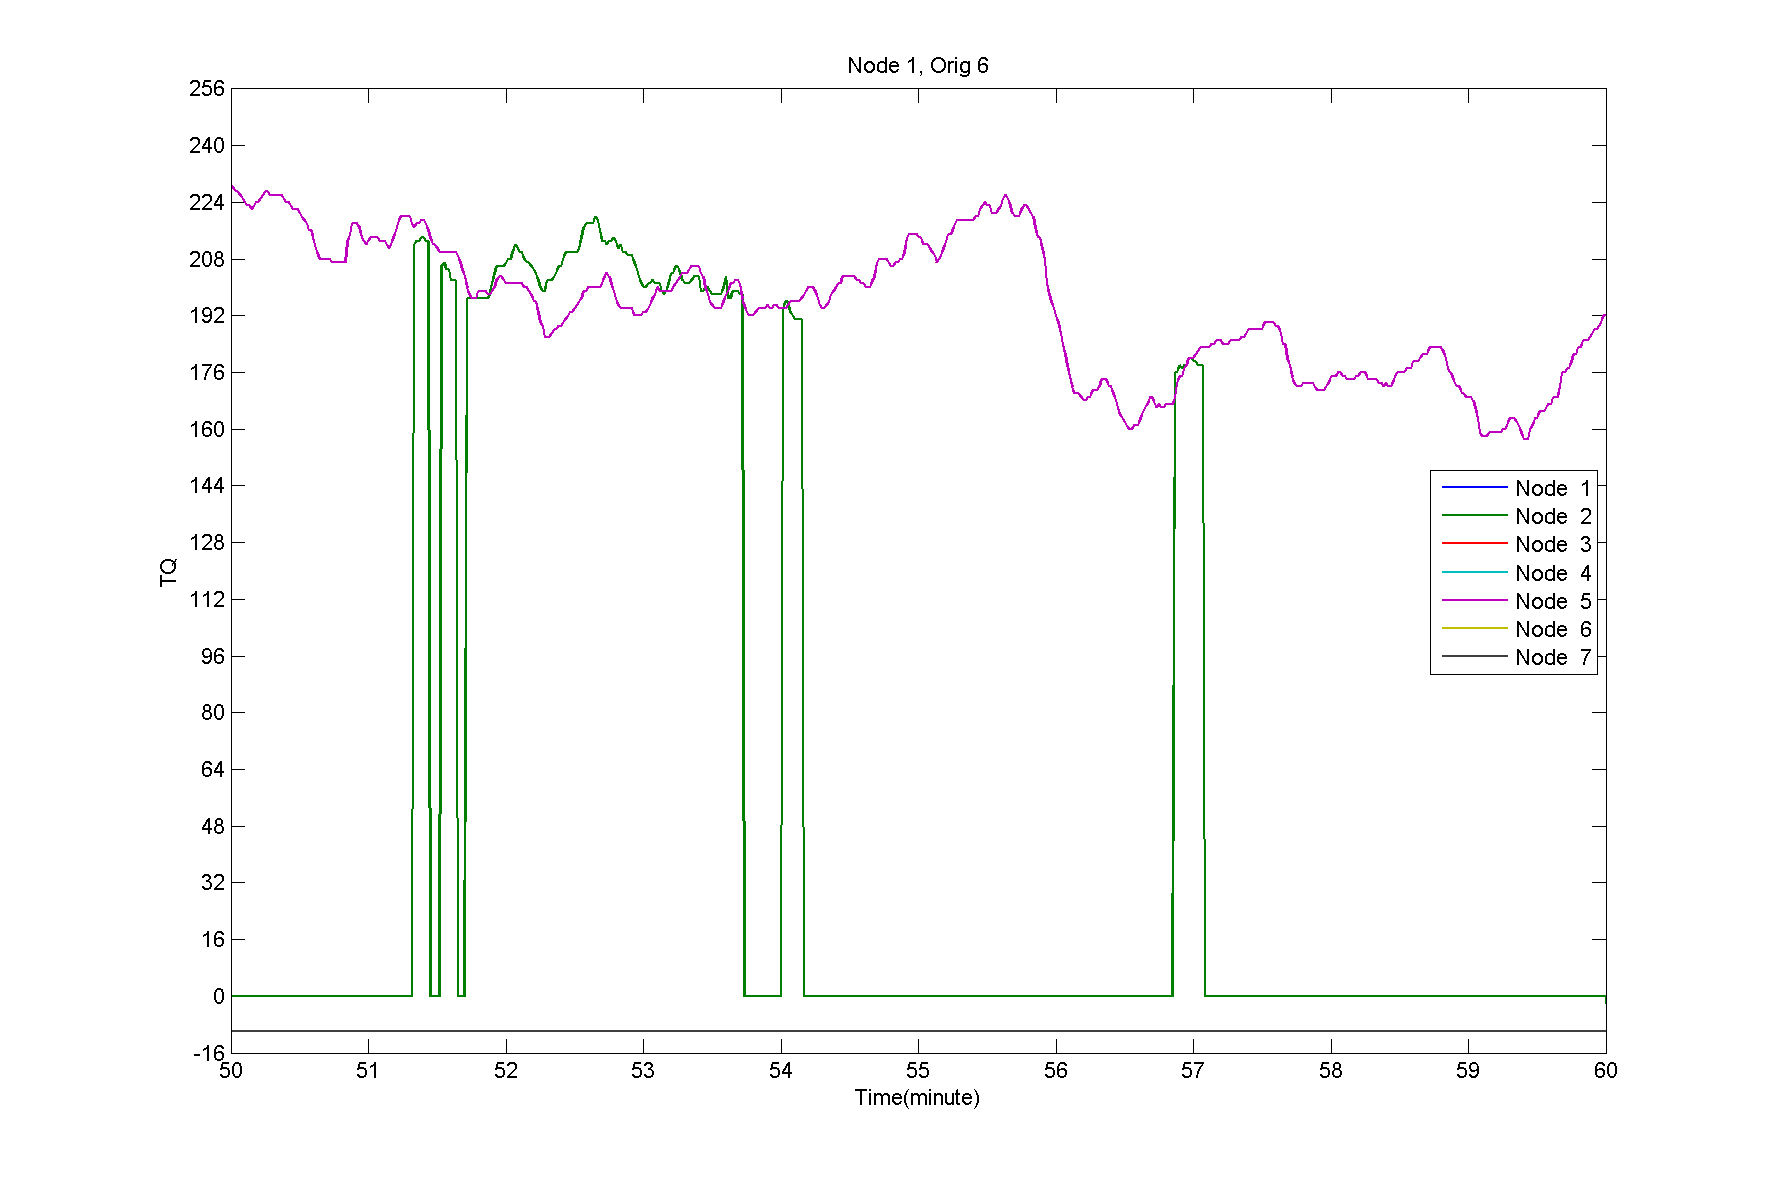 Node 1, Orig 6
256
240
224
208
192
176
160
144
128
112
96
80
64
48
32
16
0
-16
TQ
Node 1
Node 2
Node 3
Node 4
Node 5
Node 6
Node 7
50 51 52 53 54 55 56 57 58 59 60
Time(minute)